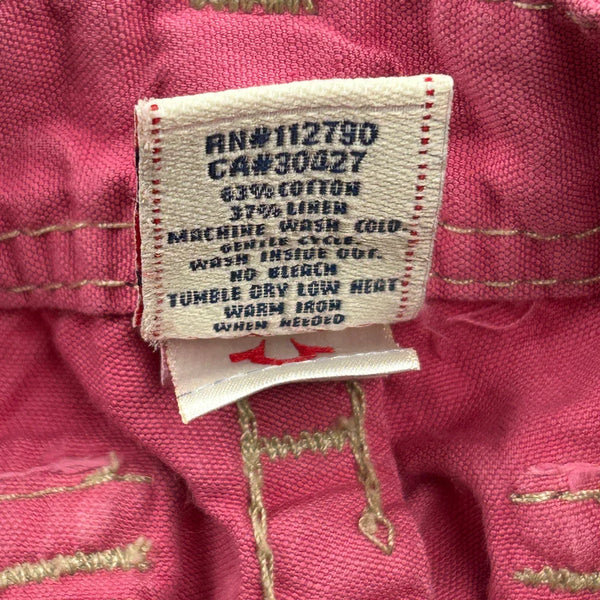 RN#112790
CA#30427
63% COTTON
37% LINEN
MACHINE WASH COLD.
GENTLE CYCLE.
WASH INSIDE OUT.
NO BLEACH
TUMBLE DRY LOW HEAT
WARM IRON
WHEN NEEDED